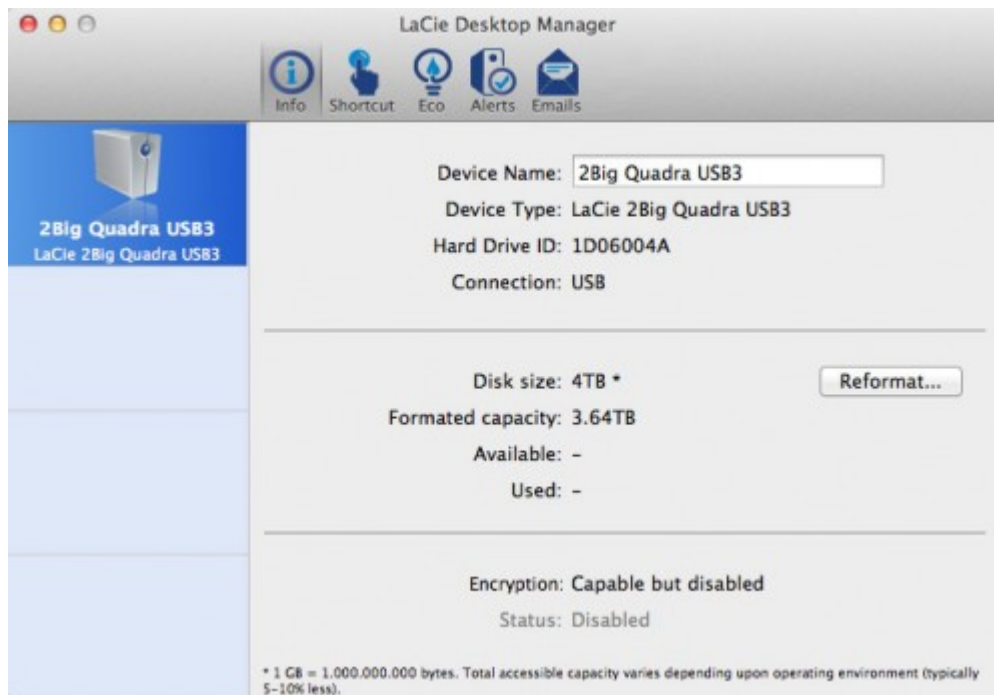 LaCie Desktop Manager
Info Shortcut Eco Alerts Emails
2Big Quadra USB3
LaCie 2Big Quadra USB3
Device Name: 2Big Quadra USB3
Device Type: LaCie 2Big Quadra USB3
Hard Drive ID: 1D06004A
Connection: USB
Disk size: 4TB *
Reformat...
Formated capacity: 3.64TB
Available: –
Used: –
Encryption: Capable but disabled
Status: Disabled
* 1 GB = 1.000.000.000 bytes. Total accessible capacity varies depending upon operating environment (typically
5–10% less).